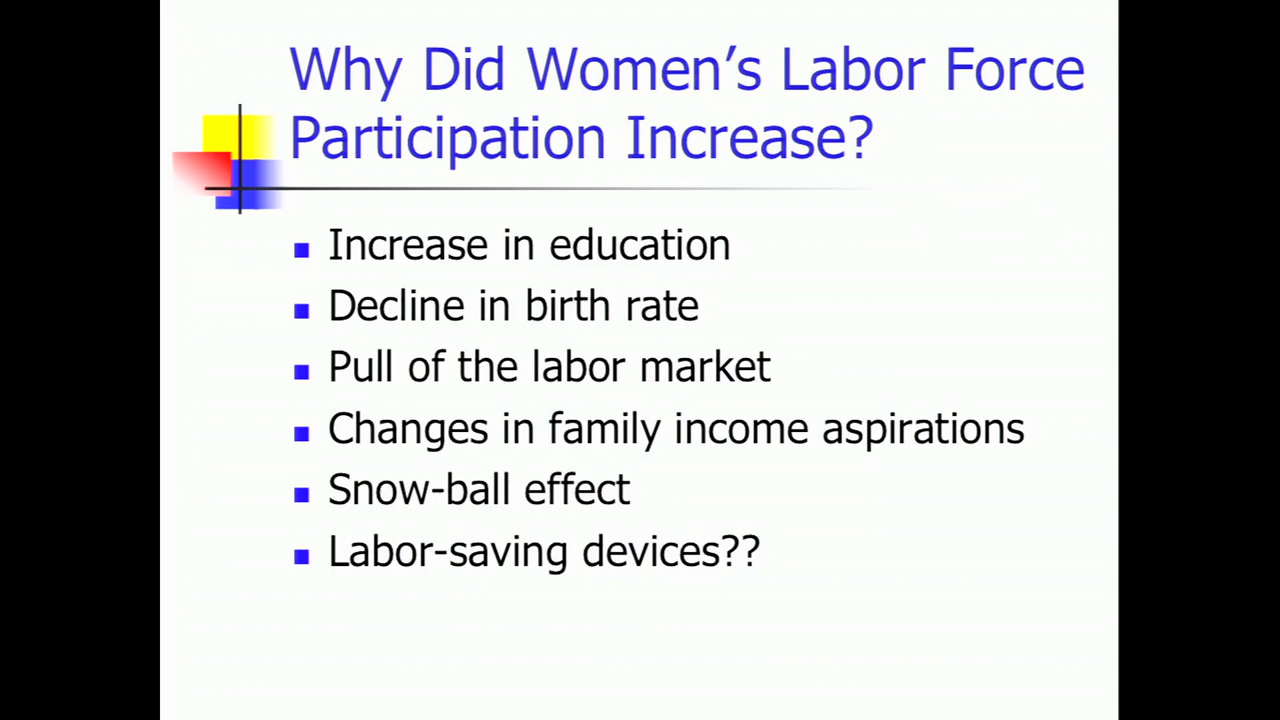 Why Did Women's Labor Force
Participation Increase?
Increase in education
Decline in birth rate
Pull of the labor market
Changes in family income aspirations
Snow-ball effect
Labor-saving devices??